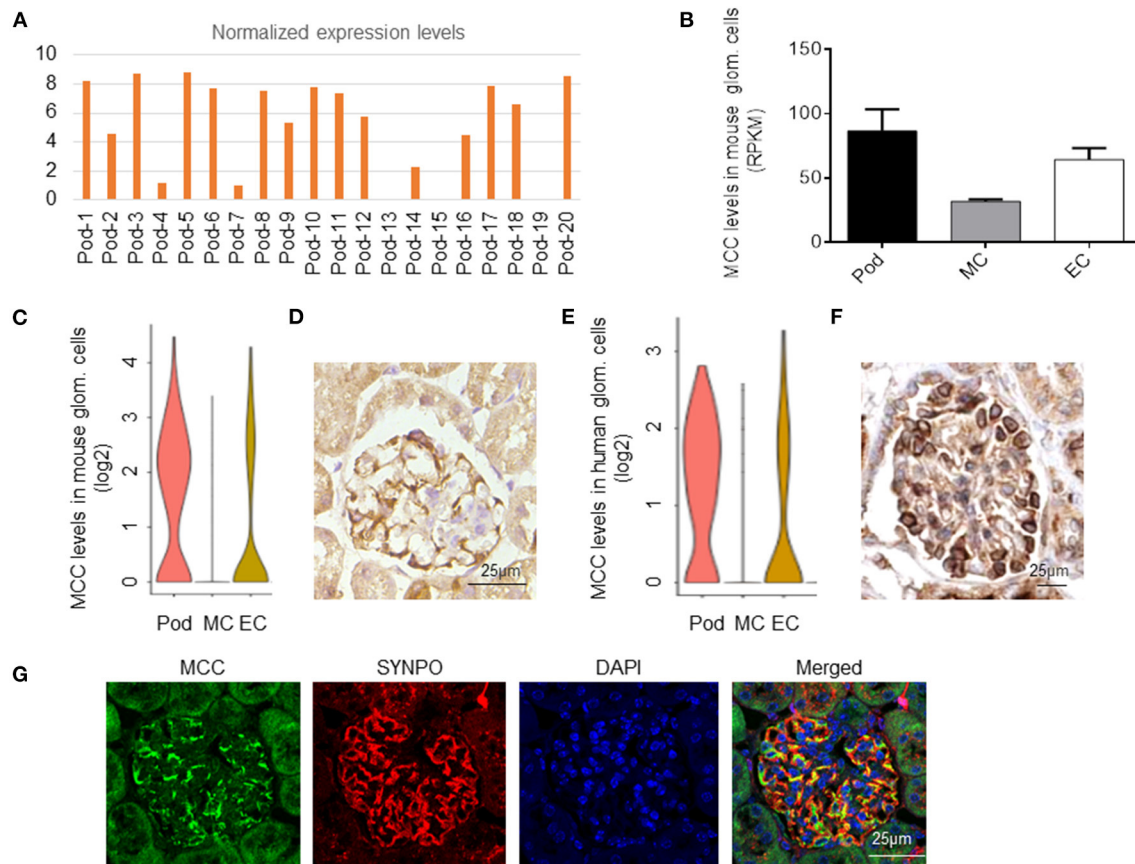 A
Normalized expression levels
10
8
6
4
2
0
Pod-1
Pod-2
Pod-3
Pod-4
Pod-5
Pod-6
Pod-7
Pod-8
Pod-9
Pod-10
Pod-11
Pod-12
Pod-13
Pod-14
Pod-15
Pod-16
Pod-17
Pod-18
Pod-19
Pod-20
B
MCC levels in mouse glom. cells
(RPKM)
150
100
50
0
Pod
MC
EC
C
MCC levels in mouse glom. cells
(log2)
4
3
2
1
0
Pod MC EC
D
25µm
E
MCC levels in human glom. cells
(log2)
3
2
1
0
Pod MC EC
F
25µm
G
MCC
SYNPO
DAPI
Merged
25µm